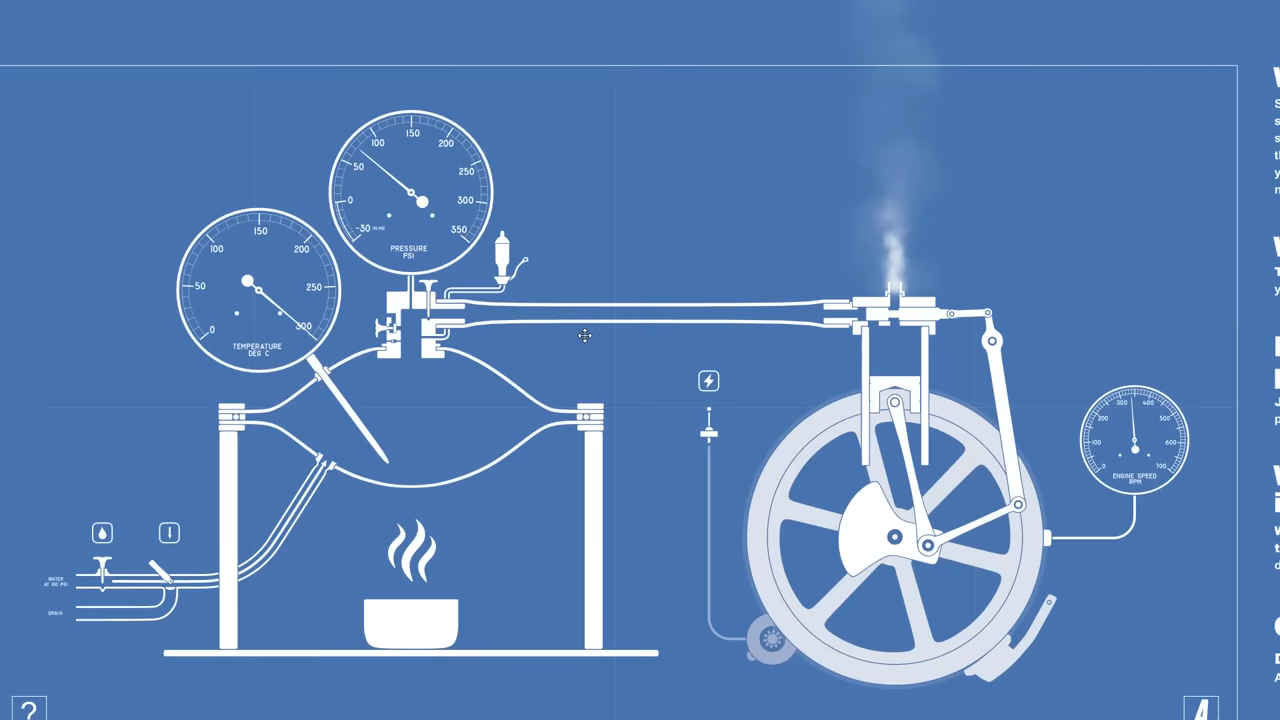 150
100
200
50
250
0
300
-30 IN HG
350
PRESSURE
PSI
150
100
200
50
250
0
300
TEMPERATURE
DEG C
300
400
200
500
100
600
0
700
ENGINE SPEED
RPM
WATER
AT 100 PSI
DRAIN
?